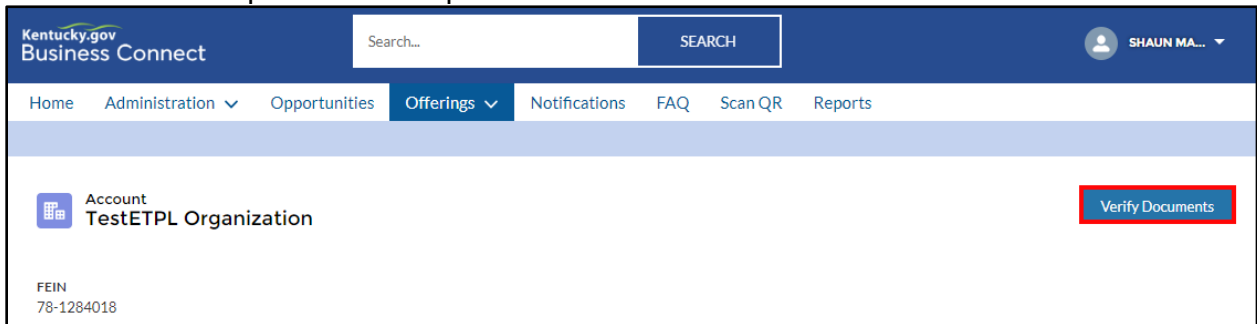 Kentucky.gov
Business Connect
Search...
SEARCH
SHAUN MA...
Home Administration Opportunities Offerings Notifications FAQ Scan QR Reports
Account
TestETPL Organization
Verify Documents
FEIN
78-1284018